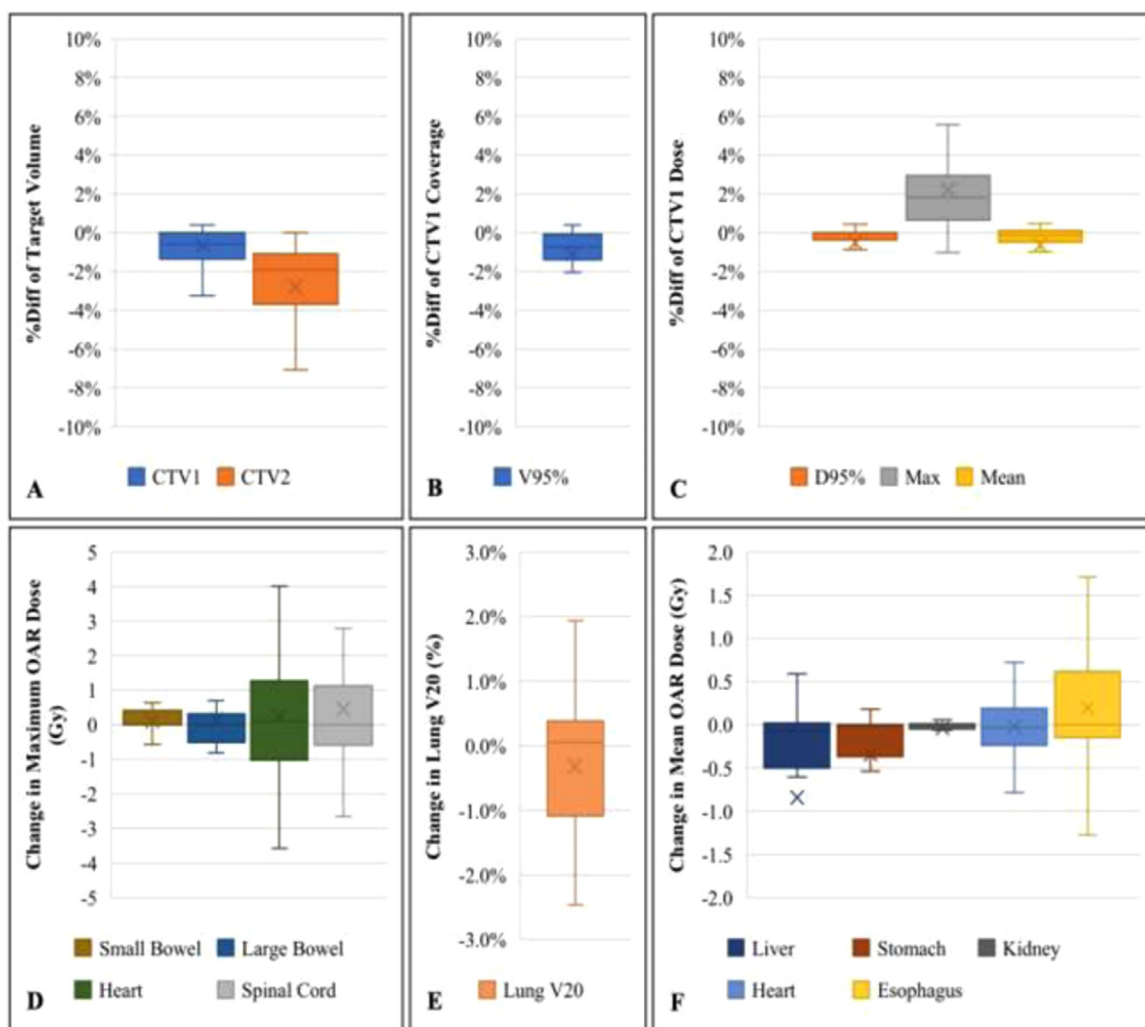 %Diff of Target Volume
10%
8%
6%
4%
2%
0%
-2%
-4%
-6%
-8%
-10%
CTV1 CTV2
A
%Diff of CTV1 Coverage
10%
8%
6%
4%
2%
0%
-2%
-4%
-6%
-8%
-10%
V95%
B
%Diff of CTV1 Dose
10%
8%
6%
4%
2%
0%
-2%
-4%
-6%
-8%
-10%
D95% Max Mean
C
Change in Maximum OAR Dose
(Gy)
5
4
3
2
1
0
-1
-2
-3
-4
-5
Small Bowel Large Bowel
Heart Spinal Cord
D
Change in Lung V20 (%)
3.0%
2.0%
1.0%
0.0%
-1.0%
-2.0%
-3.0%
Lung V20
E
Change in Mean OAR Dose (Gy)
2.0
1.5
1.0
0.5
0.0
-0.5
-1.0
-1.5
-2.0
Liver Stomach Kidney
Heart Esophagus
F